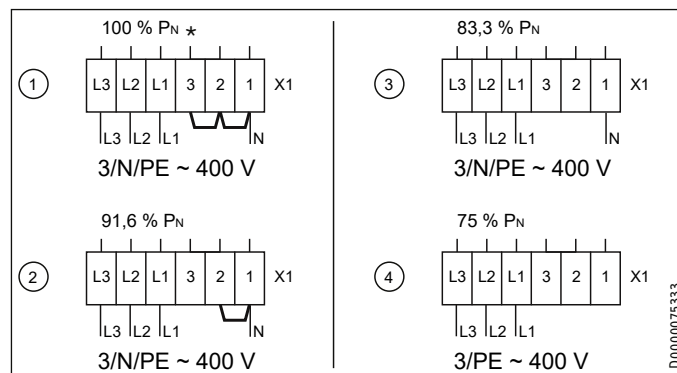 100 % PN *
1
L3 L2 L1 3 2 1 X1
L3 L2 L1 N
3/N/PE ~ 400 V
91,6 % PN
2
L3 L2 L1 3 2 1 X1
L3 L2 L1 N
3/N/PE ~ 400 V
83,3 % PN
3
L3 L2 L1 3 2 1 X1
L3 L2 L1 N
3/N/PE ~ 400 V
75 % PN
4
L3 L2 L1 3 2 1 X1
L3 L2 L1
3/PE ~ 400 V
D0000075333